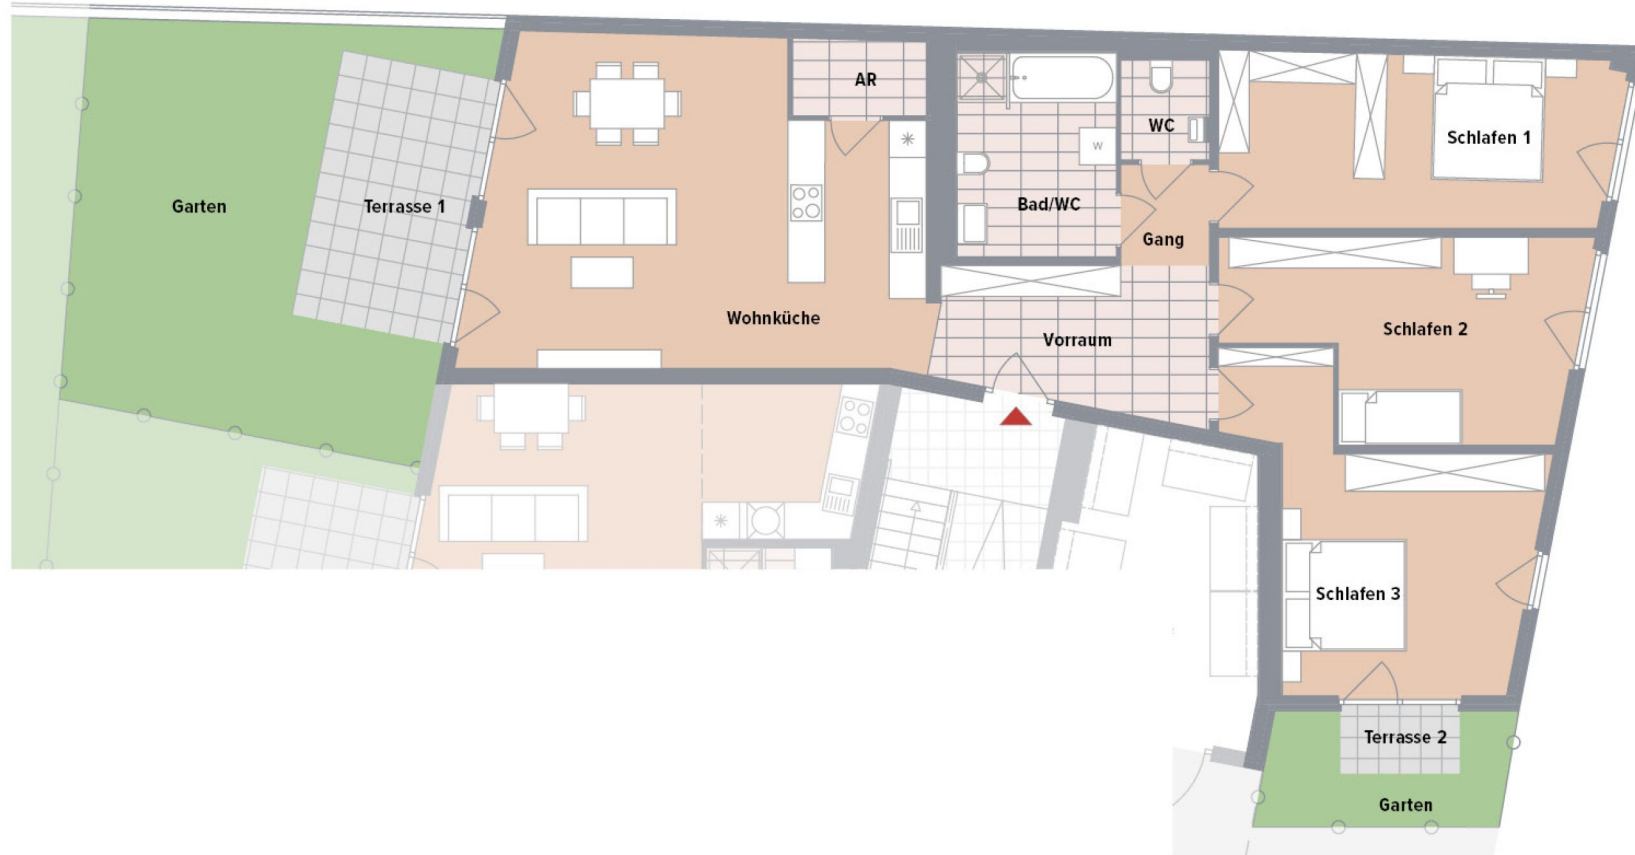 AR
WC
Schlafen 1
W
Garten
Terrasse 1
Bad/WC
Gang
Wohnküche
Vorraum
Schlafen 2
Schlafen 3
Terrasse 2
Garten